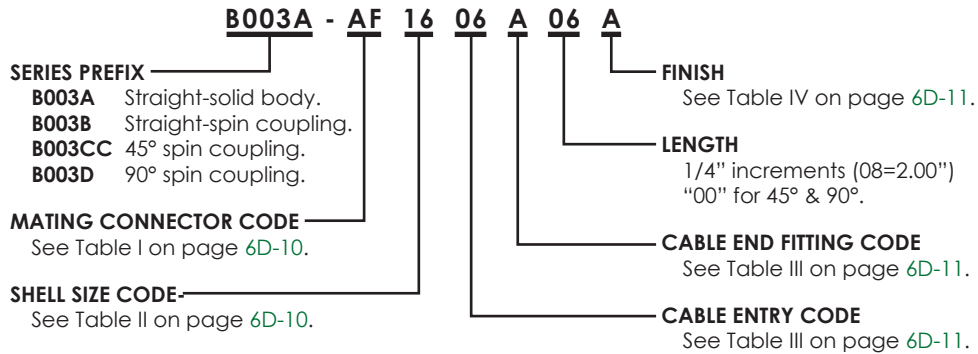 B003A - AF 16 06 A 06 A
SERIES PREFIX
B003A Straight-solid body.
B003B Straight-spin coupling.
B003CC 45° spin coupling.
B003D 90° spin coupling.
MATING CONNECTOR CODE
See Table I on page 6D-10.
SHELL SIZE CODE-
See Table II on page 6D-10.
FINISH
See Table IV on page 6D-11.
LENGTH
1/4” increments (08=2.00”)
“00” for 45° & 90°.
CABLE END FITTING CODE
See Table III on page 6D-11.
CABLE ENTRY CODE
See Table III on page 6D-11.